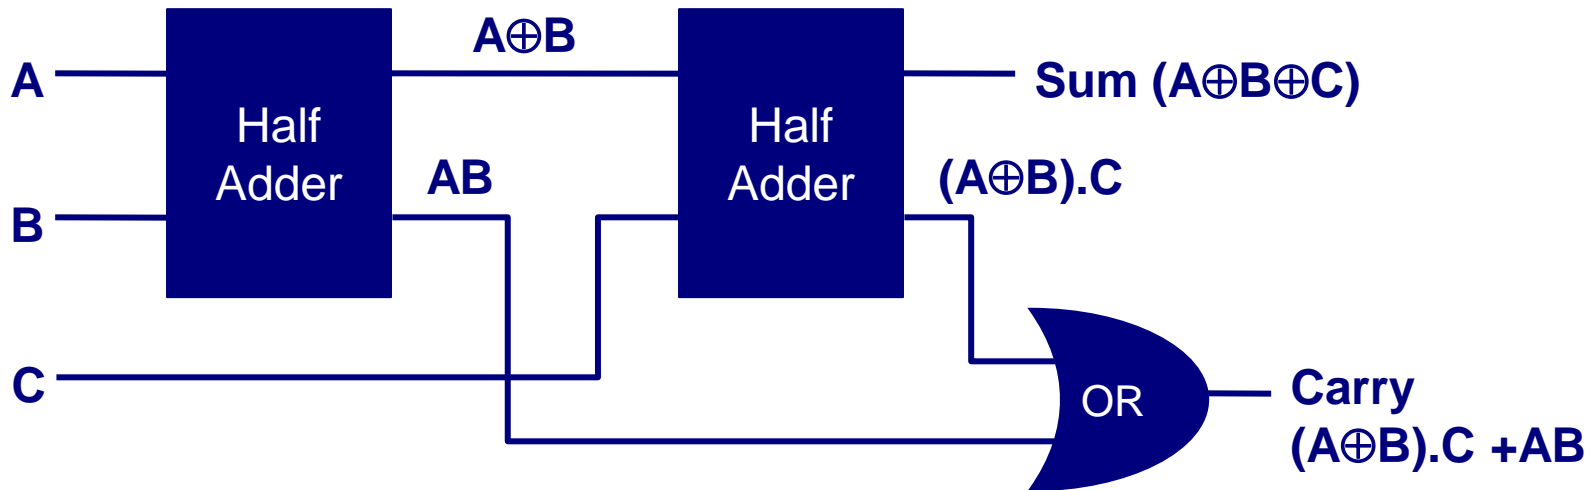 A⊕B
A
Sum (A⊕B⊕C)
Half
Adder
Half
Adder
AB
(A⊕B).C
B
C
OR
Carry
(A⊕B).C +AB